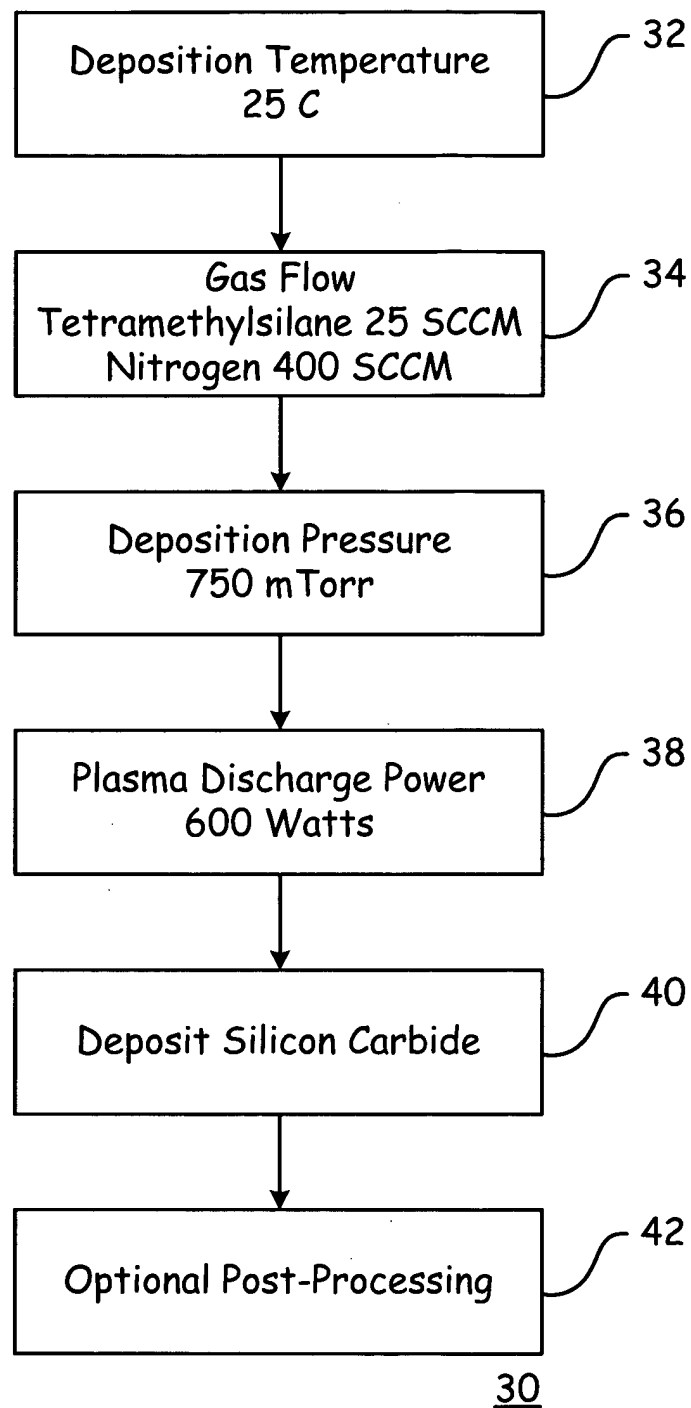 Deposition Temperature
25 C
32
Gas Flow
Tetramethylsilane 25 SCCM
Nitrogen 400 SCCM
34
Deposition Pressure
750 mTorr
36
Plasma Discharge Power
600 Watts
38
Deposit Silicon Carbide
40
Optional Post-Processing
42
30